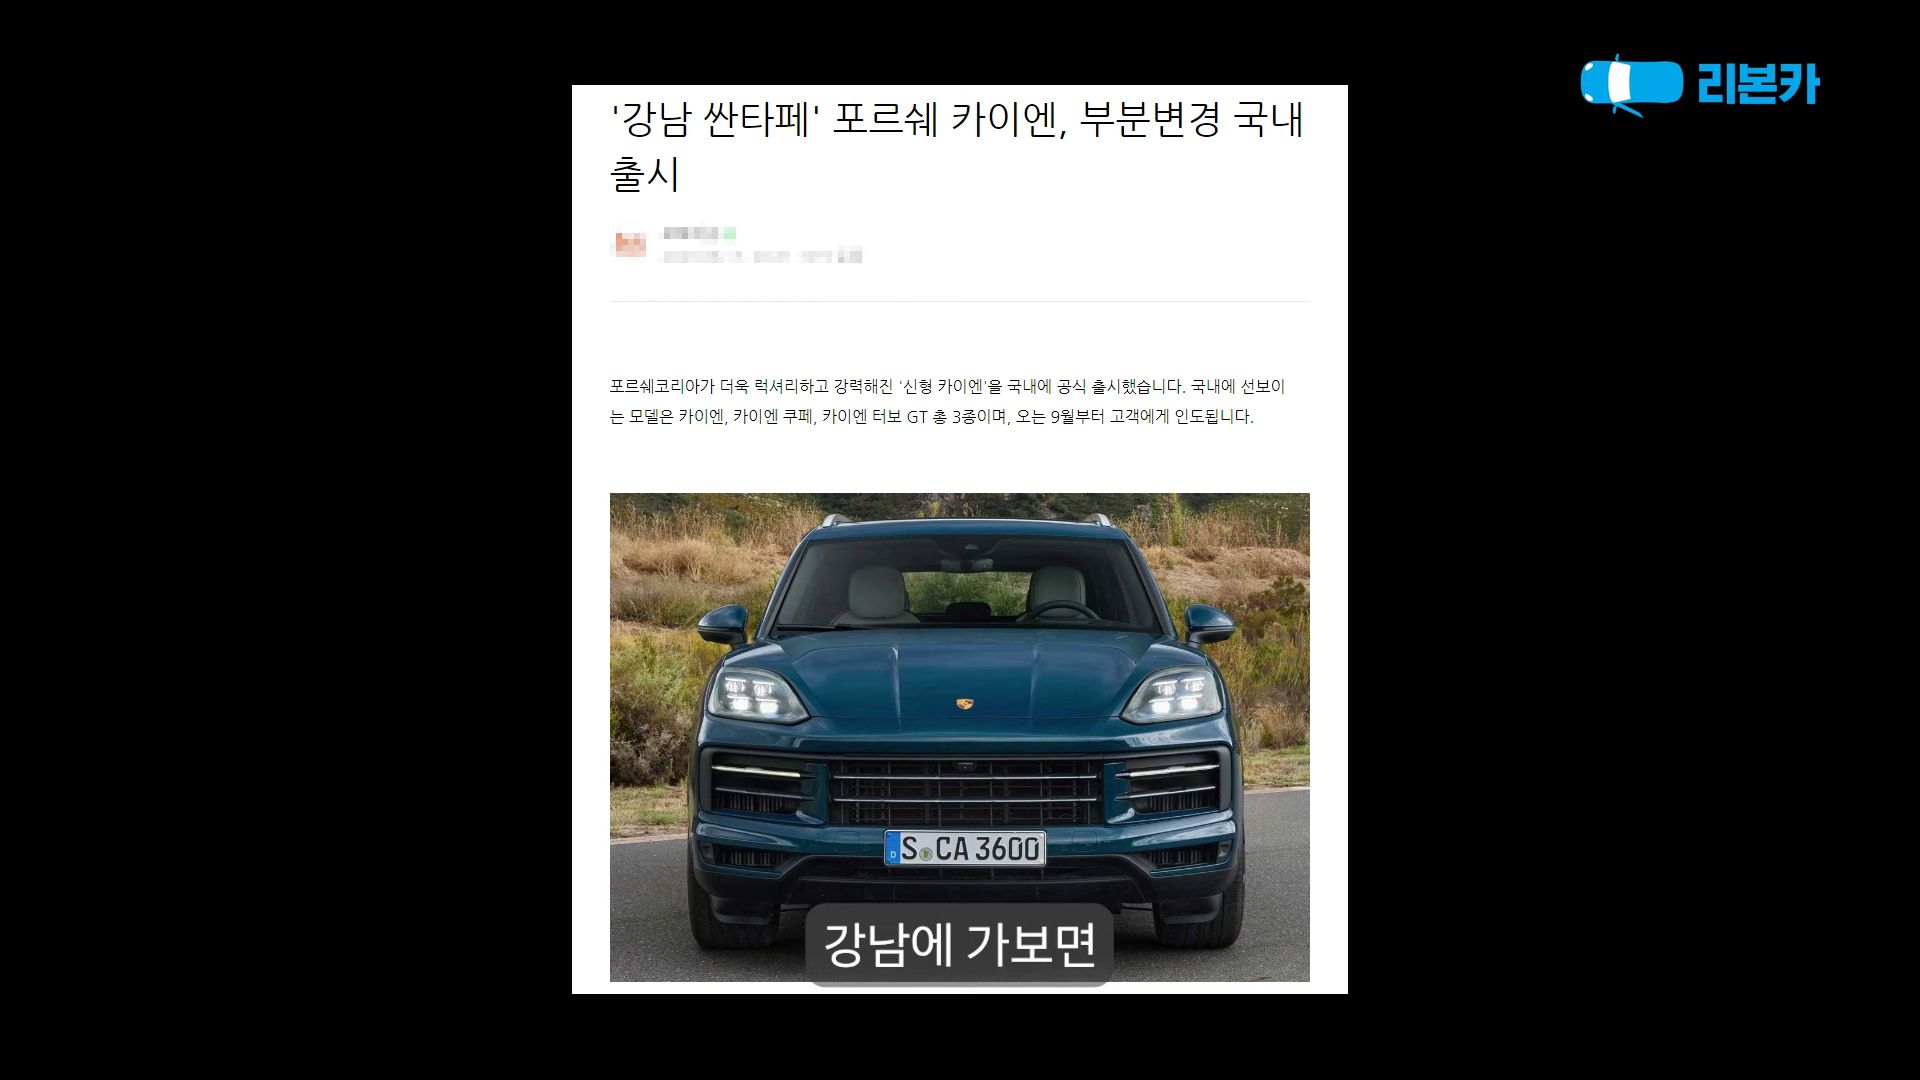 리본카
'강남 싼타페' 포르쉐 카이엔, 부분변경 국내
출시
포르쉐코리아가 더욱 럭셔리하고 강력해진 '신형 카이엔'을 국내에 공식 출시했습니다. 국내에 선보이
는 모델은 카이엔, 카이엔 쿠페, 카이엔 터보 GT 총 3종이며, 오는 9월부터 고객에게 인도됩니다.
D S CA 3600
강남에 가보면